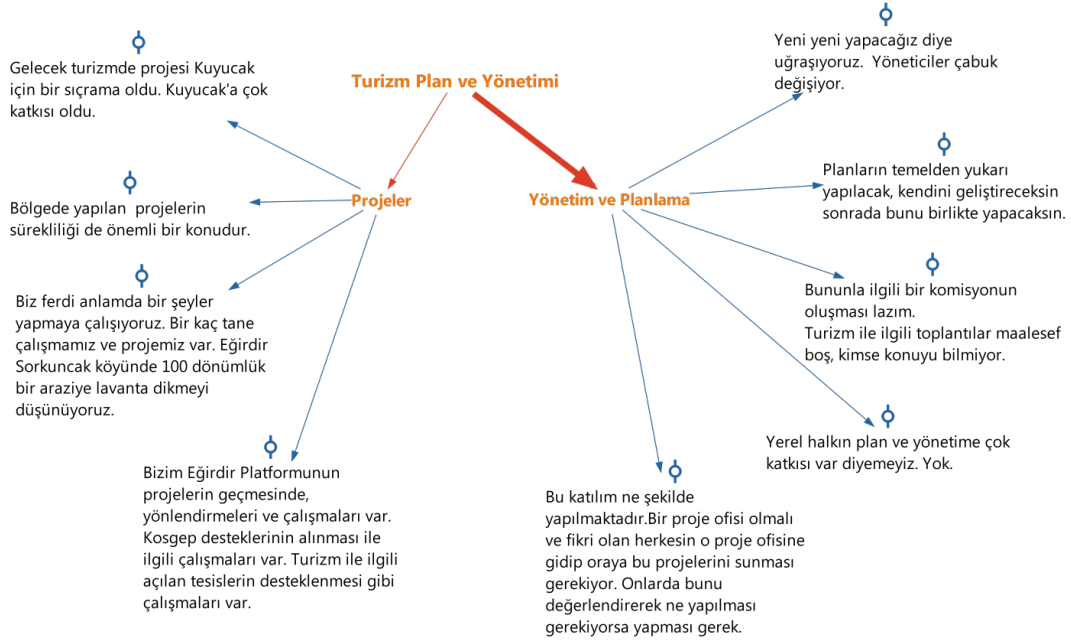 Turizm Plan ve Yönetimi
Projeler
Gelecek turizmde projesi Kuyucak
için bir sıçrama oldu. Kuyucak'a çok
katkısı oldu.
Bölgede yapılan projelerin
sürekliliği de önemli bir konudur.
Biz ferdi anlamda bir şeyler
yapmaya çalışıyoruz. Bir kaç tane
çalışmamız ve projemiz var. Eğirdir
Sorkuncak köyünde 100 dönümlük
bir araziye lavanta dikmeyi
düşünüyoruz.
Bizim Eğirdir Platformunun
projelerin geçmesinde,
yönlendirmeleri ve çalışmaları var.
Kosgep desteklerinin alınması ile
ilgili çalışmaları var. Turizm ile ilgili
açılan tesislerin desteklenmesi gibi
çalışmaları var.
Yönetim ve Planlama
Yeni yeni yapacağız diye
uğraşıyoruz. Yöneticiler çabuk
değişiyor.
Planların temelden yukarı
yapılacak, kendini geliştireceksin
sonrada bunu birlikte yapacaksın.
Bununla ilgili bir komisyonun
oluşması lazım.
Turizm ile ilgili toplantılar maalesef
boş, kimse konuyu bilmiyor.
Yerel halkın plan ve yönetime çok
katkısı var diyemeyiz. Yok.
Bu katılım ne şekilde
yapılmaktadır.Bir proje ofisi olmalı
ve fikri olan herkesin o proje ofisine
gidip oraya bu projelerini sunması
gerekiyor. Onlarda bunu
değerlendirerek ne yapılması
gerekiyorsa yapması gerek.